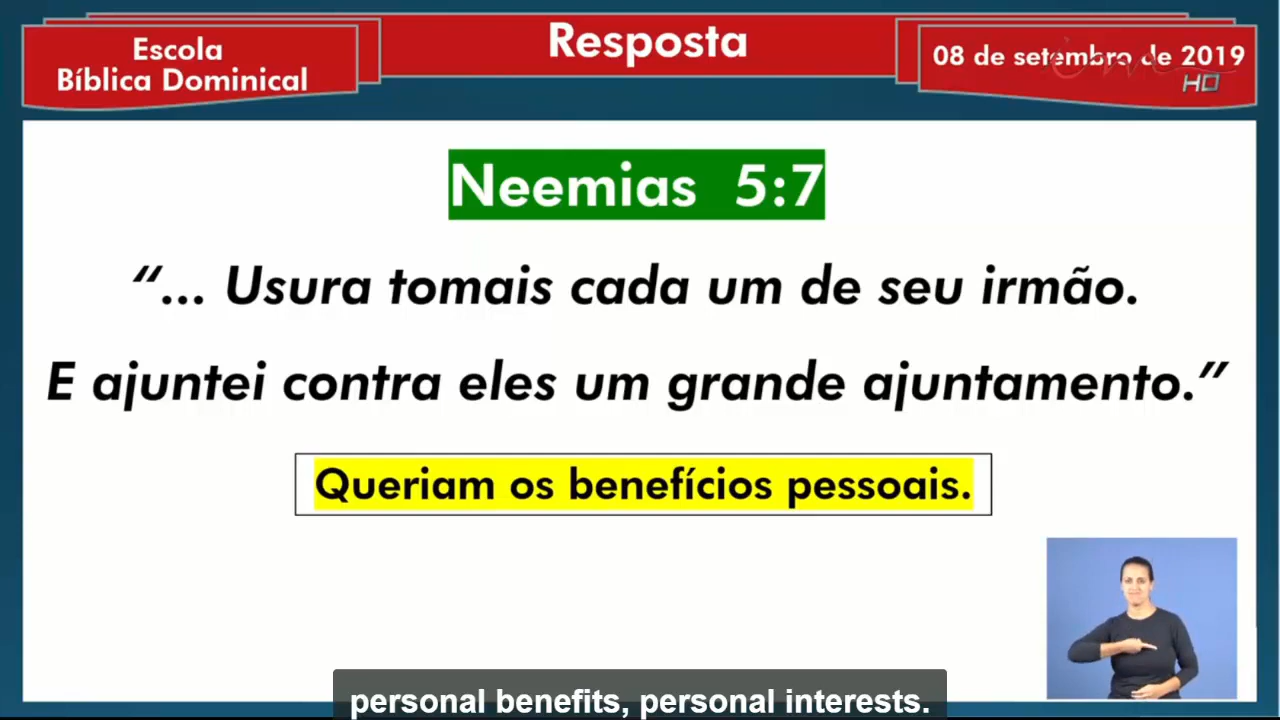 Escola
Bíblica Dominical
Resposta
08 de setembro de 2019
HD
Neemias 5:7
“... Usura tomais cada um de seu irmão.
E ajuntei contra eles um grande ajuntamento.”
Queriam os benefícios pessoais.
personal benefits, personal interests.